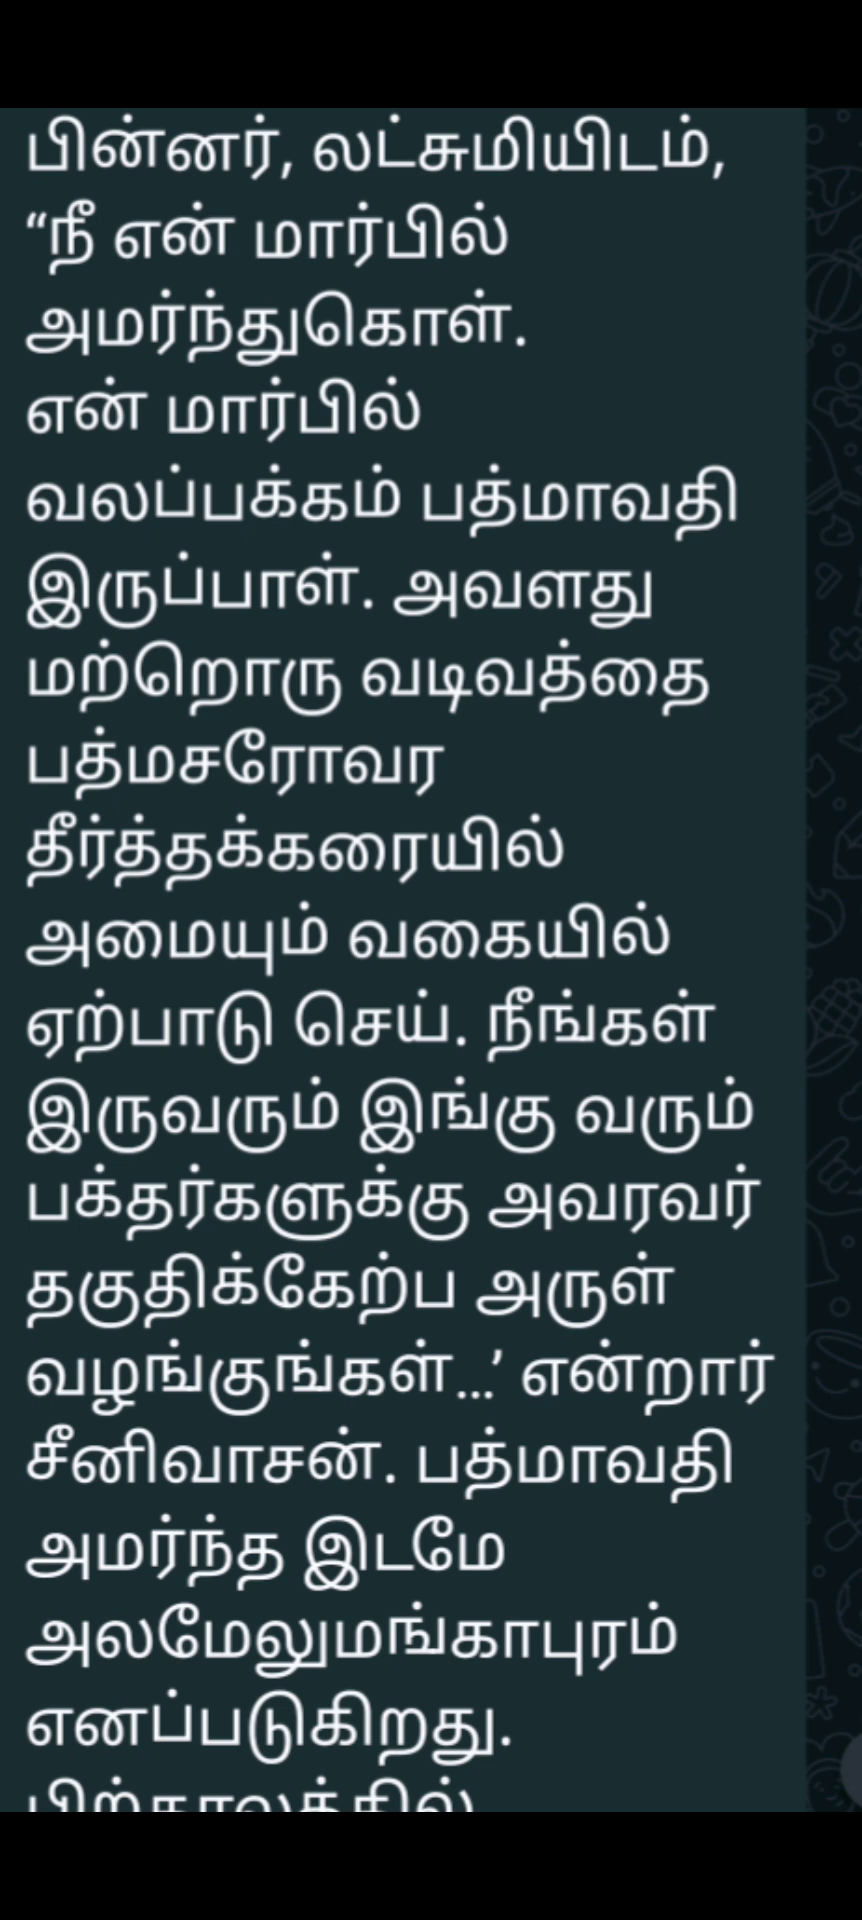 பின்னர், லட்சுமியிடம்,
“நீ என் மார்பில்
அமர்ந்துகொள்.
என் மார்பில்
வலப்பக்கம் பத்மாவதி
இருப்பாள். அவளது
மற்றொரு வடிவத்தை
பத்மசரோவர
தீர்த்தக்கரையில்
அமையும் வகையில்
ஏற்பாடு செய். நீங்கள்
இருவரும் இங்கு வரும்
பக்தர்களுக்கு அவரவர்
தகுதிக்கேற்ப அருள்
வழங்குங்கள்…’ என்றார்
சீனிவாசன். பத்மாவதி
அமர்ந்த இடமே
அலமேலுமங்காபுரம்
எனப்படுகிறது.
பிற்காலத்தில்